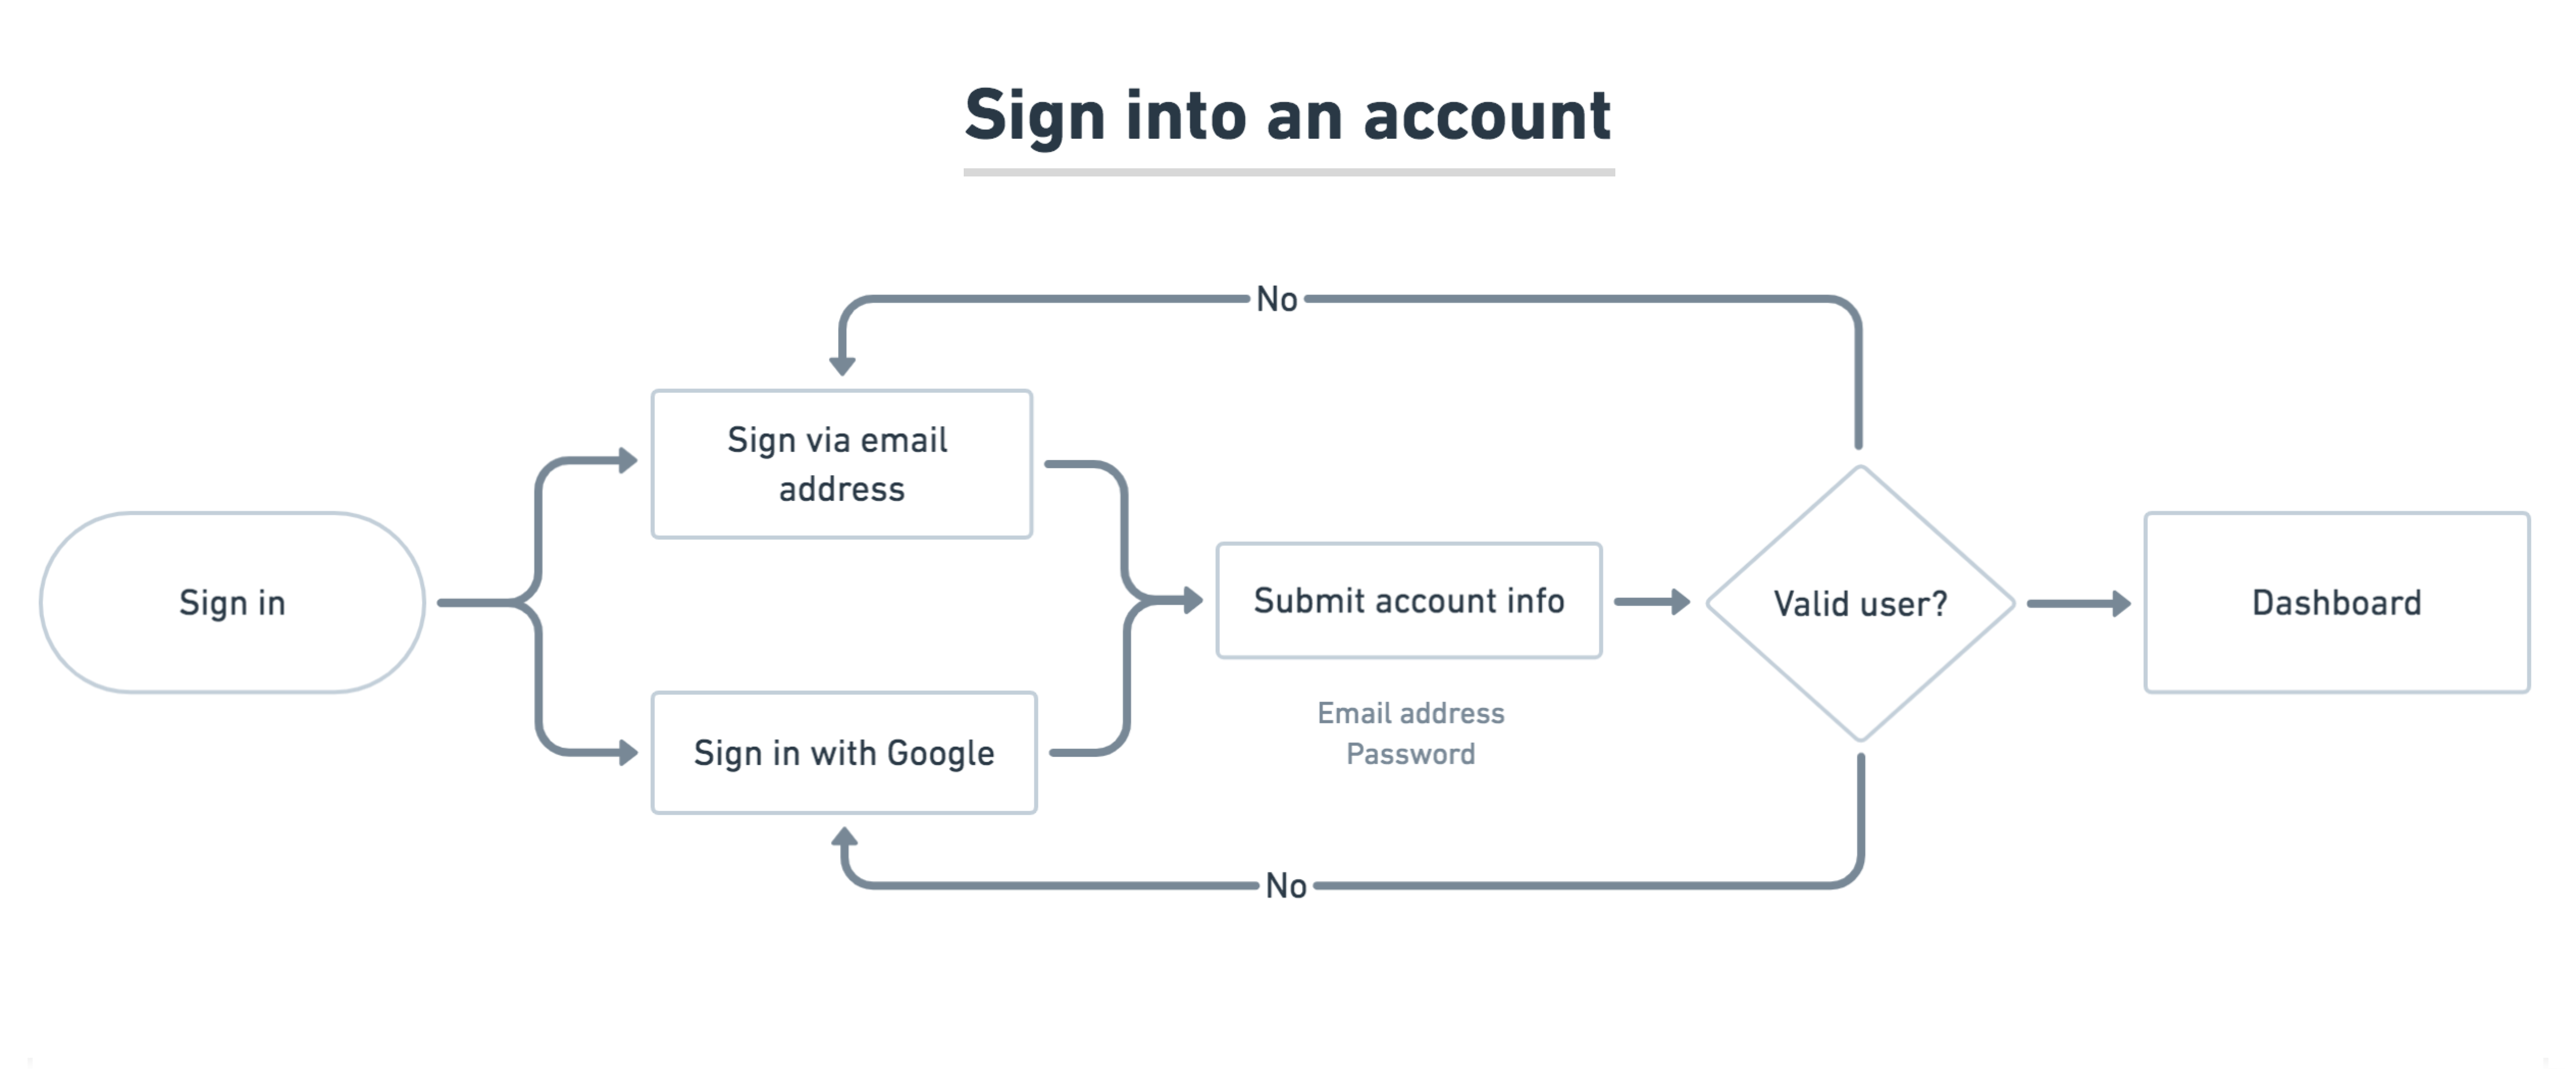 Sign into an account
No
Sign via email
address
Sign in
Submit account info
Valid user?
Dashboard
Email address
Password
Sign in with Google
No